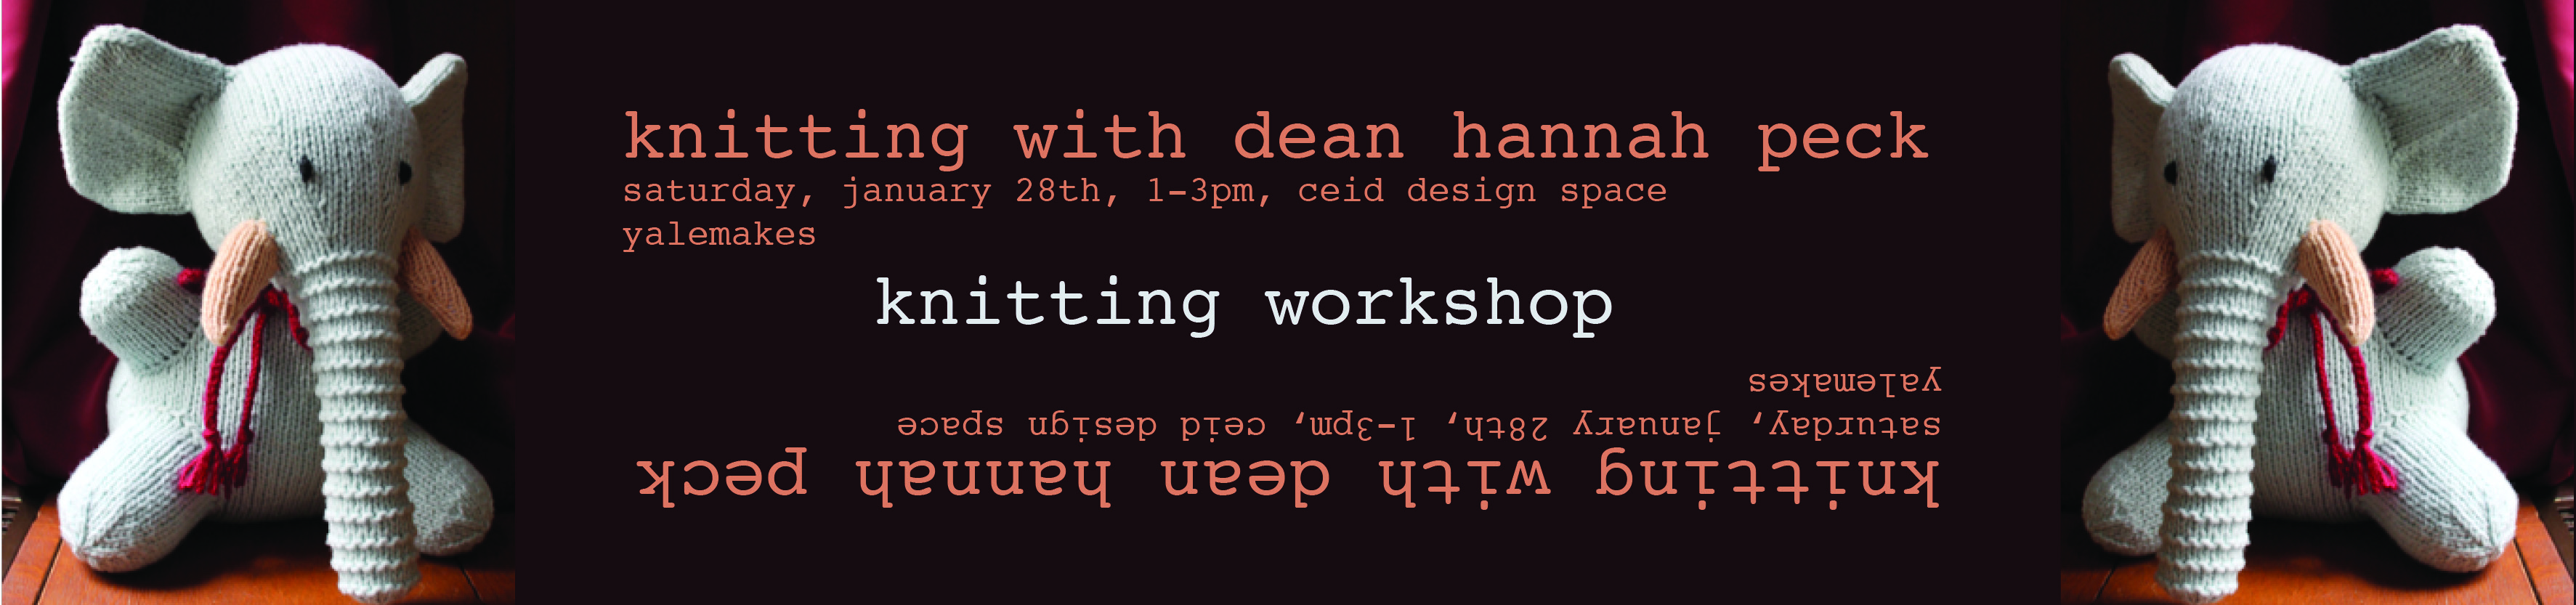 knitting with dean hannah peck
saturday, january 28th, 1-3pm, ceid design space
yalemakes
knitting workshop
yalemakes
saturday, january 28th, 1-3pm, ceid design space
knitting with dean hannah peck